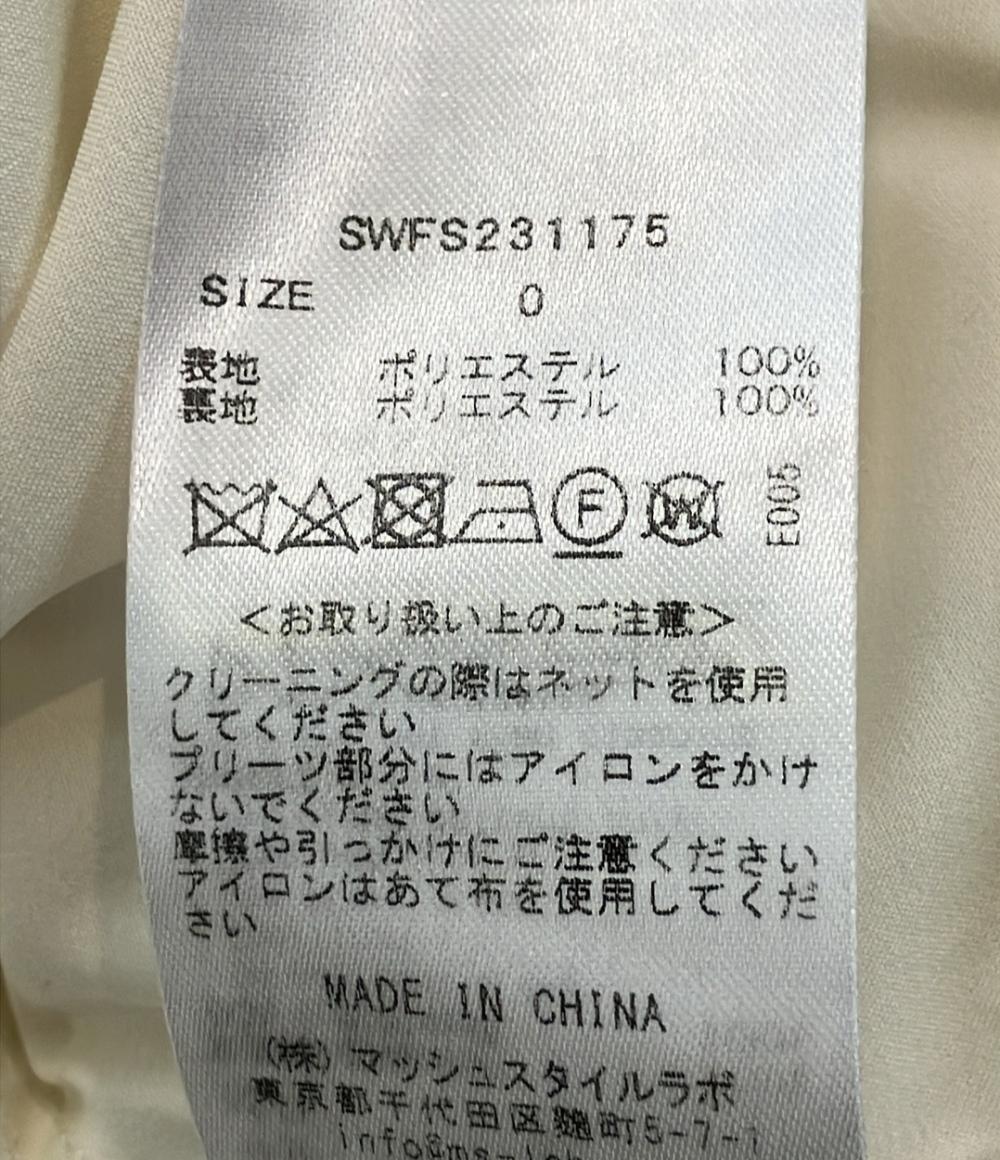 SWFS231175
SIZE 0
表地 ポリエステル 100%
裏地 ポリエステル 100%
F
W
E005
<お取り扱い上のご注意>
クリーニングの際はネットを使用
してください
プリーツ部分にはアイロンをかけ
ないでください
摩擦や引っかけにご注意ください
アイロンはあて布を使用してくだ
さい
MADE IN CHINA
(株)マッシュスタイルラボ
東京都千代田区麹町5-7-1